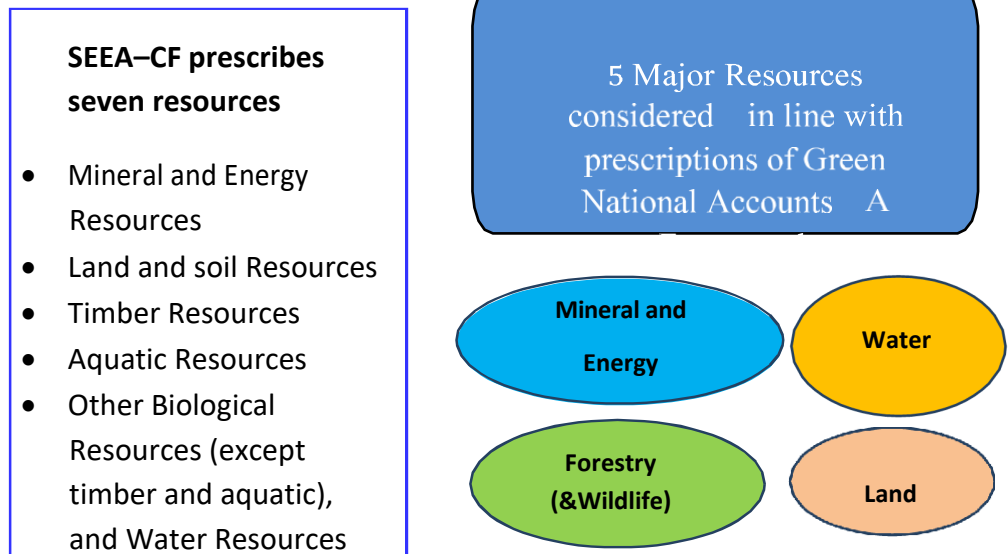 SEEA–CF prescribes
seven resources
• Mineral and Energy
Resources
• Land and soil Resources
• Timber Resources
• Aquatic Resources
• Other Biological
Resources (except
timber and aquatic),
and Water Resources
5 Major Resources
considered in line with
prescriptions of Green
National Accounts A
Mineral and
Energy
Water
Forestry
(&Wildlife)
Land